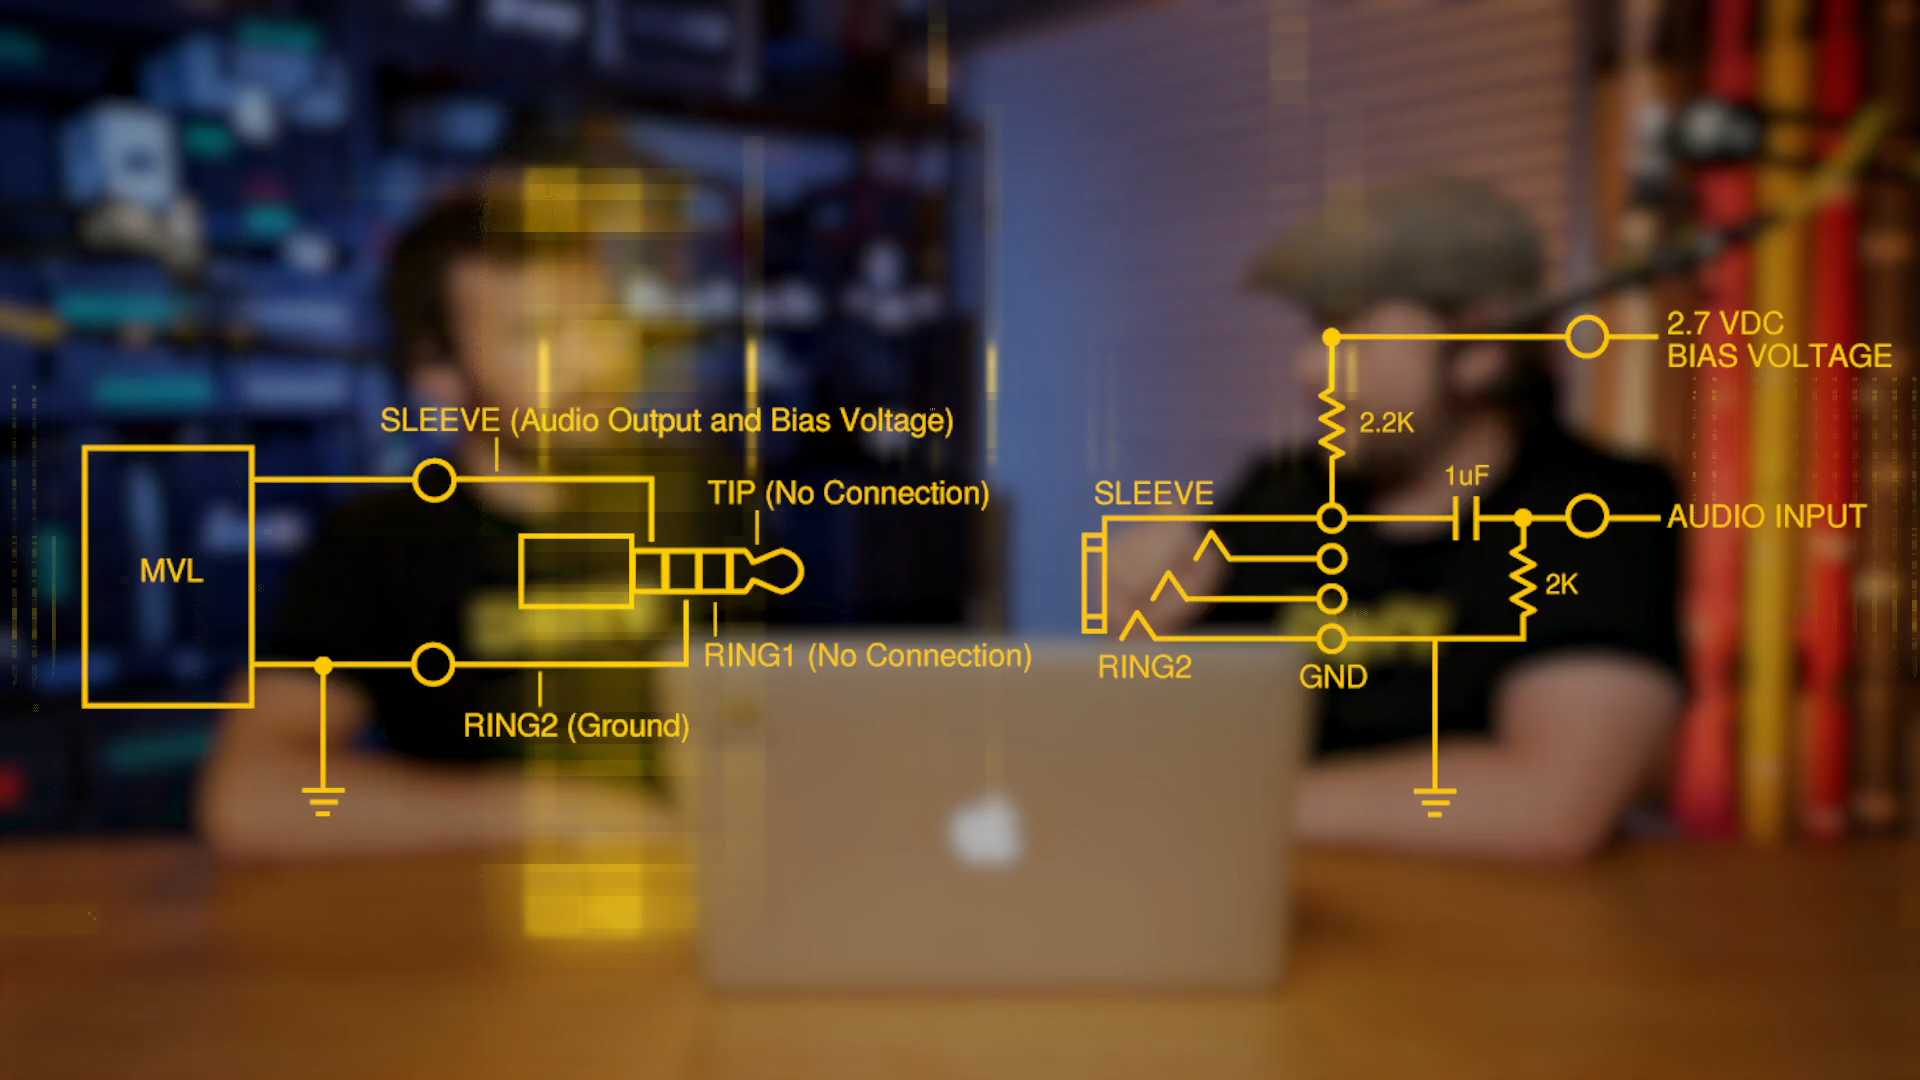 SLEEVE (Audio Output and Bias Voltage)
MVL
TIP (No Connection)
RING1 (No Connection)
RING2 (Ground)
2.7 VDC
BIAS VOLTAGE
2.2K
1uF
SLEEVE
AUDIO INPUT
2K
RING2
GND